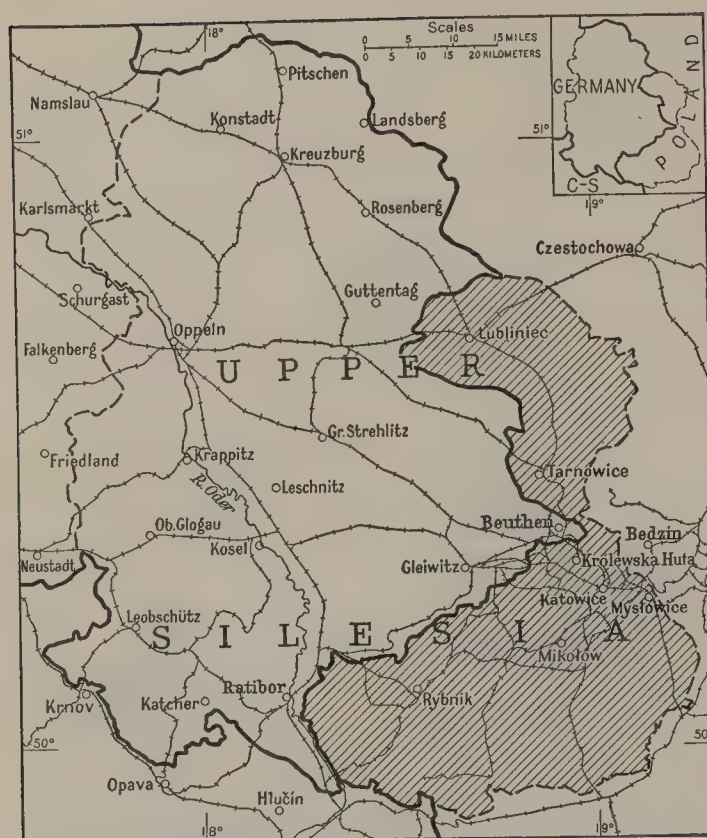 18°
Scales
0 5 10 15 MILES
0 5 10 15 20 KILOMETERS
Pitschen
GERMANY
POLAND
Namslau
Konstadt
Landsberg
51°
51°
Kreuzburg
C-S
19°
Karlsmarkt
Rosenberg
Czestochowa
Schurgast
Guttentag
Oppeln
Lubliniec
Falkenberg
UPPER
Gr. Strehlitz
Friedland
Krappitz
Tarnowice
R. Oder
Leschnitz
Beuthen
Ob. Glogau
Bedzin
Neustadt
Kosel
Gleiwitz
Królewska Huta
Katowice
Mysłowice
Leobschütz
SILESIA
Mikołów
Krnov
Katcher
Ratibor
Rybnik
50°
50°
Opava
Hlučín
18°
19°